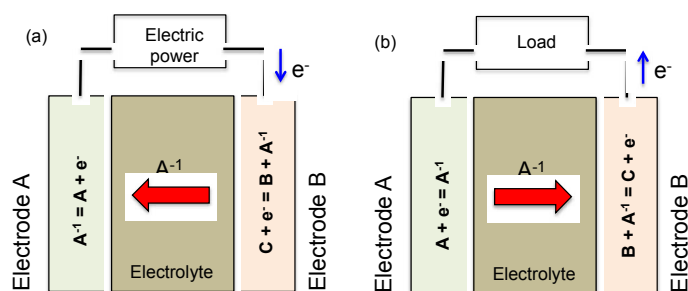 (a)
Electric
power
e-
Electrode A
A-1 = A + e-
A-1
Electrolyte
C + e- = B + A-1
Electrode B
(b)
Load
e-
Electrode A
A + e- = A-1
A-1
Electrolyte
B + A-1 = C + e-
Electrode B